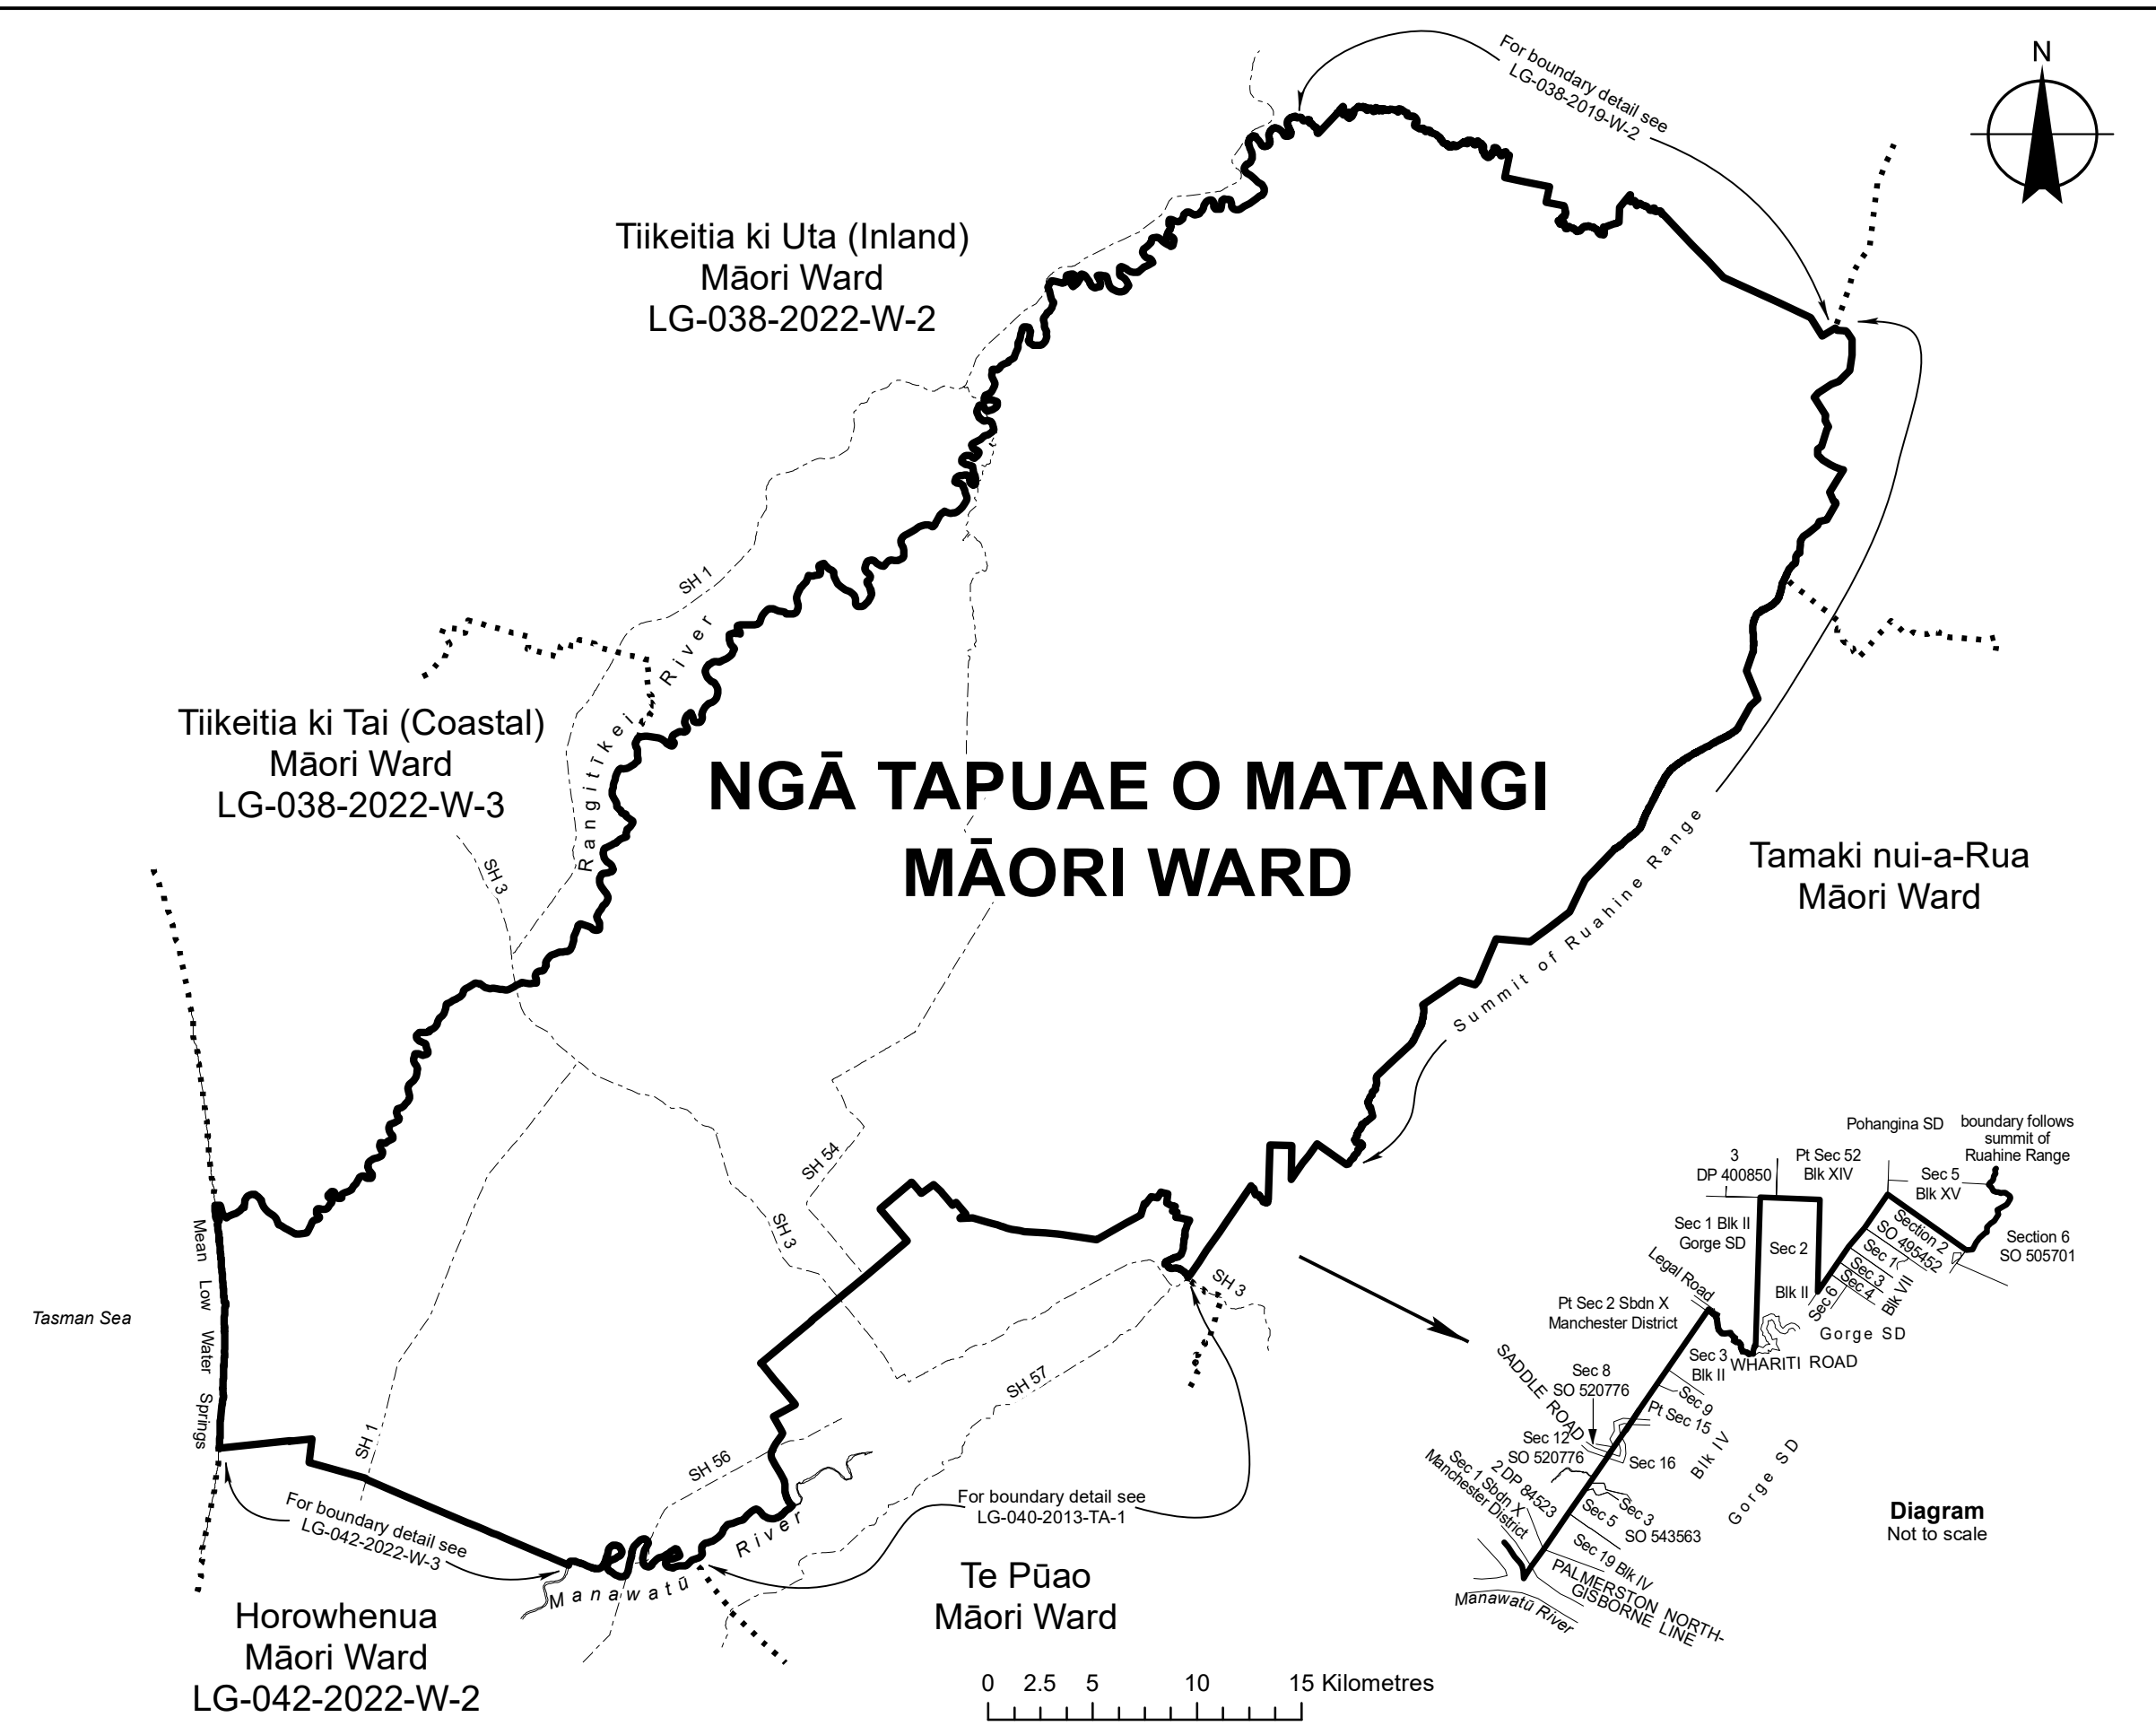 For boundary detail see
LG-038-2019-W-2
N
Tiikeitia ki Uta (Inland)
Māori Ward
LG-038-2022-W-2
SH 1
Rangitīkei River
Tiikeitia ki Tai (Coastal)
Māori Ward
LG-038-2022-W-3
SH 3
NGĀ TAPUAE O MATANGI
MĀORI WARD
Tamaki nui-a-Rua
Māori Ward
Summit of Ruahine Range
Mean Low Water Springs
Tasman Sea
SH 54
SH 3
SH 3
SH 57
SH 1
SH 56
For boundary detail see
LG-042-2022-W-3
For boundary detail see
LG-040-2013-TA-1
Manawatū River
Horowhenua
Māori Ward
LG-042-2022-W-2
Te Pūao
Māori Ward
0 2.5 5 10 15 Kilometres
Pohangina SD
boundary follows
summit of
Ruahine Range
3
DP 400850
Pt Sec 52
Blk XIV
Sec 5
Blk XV
Sec 1 Blk II
Gorge SD
Sec 2
Blk II
Section 2
SO 495452
Section 6
SO 505701
Sec 1
Sec 3
Sec 4
Blk VII
Sec 6
Gorge SD
Legal Road
Pt Sec 2 Sbdn X
Manchester District
WHARITI ROAD
Sec 3
Blk II
Sec 8
SO 520776
Sec 9
Pt Sec 15
SADDLE ROAD
Sec 12
SO 520776
Sec 16
Blk IV
Gorge SD
2 DP 84523
Sec 1 Sbdn X
Manchester District
Sec 3
Sec 5
SO 543563
Sec 19 Blk IV
PALMERSTON NORTH-
GISBORNE LINE
Manawatū River
Diagram
Not to scale